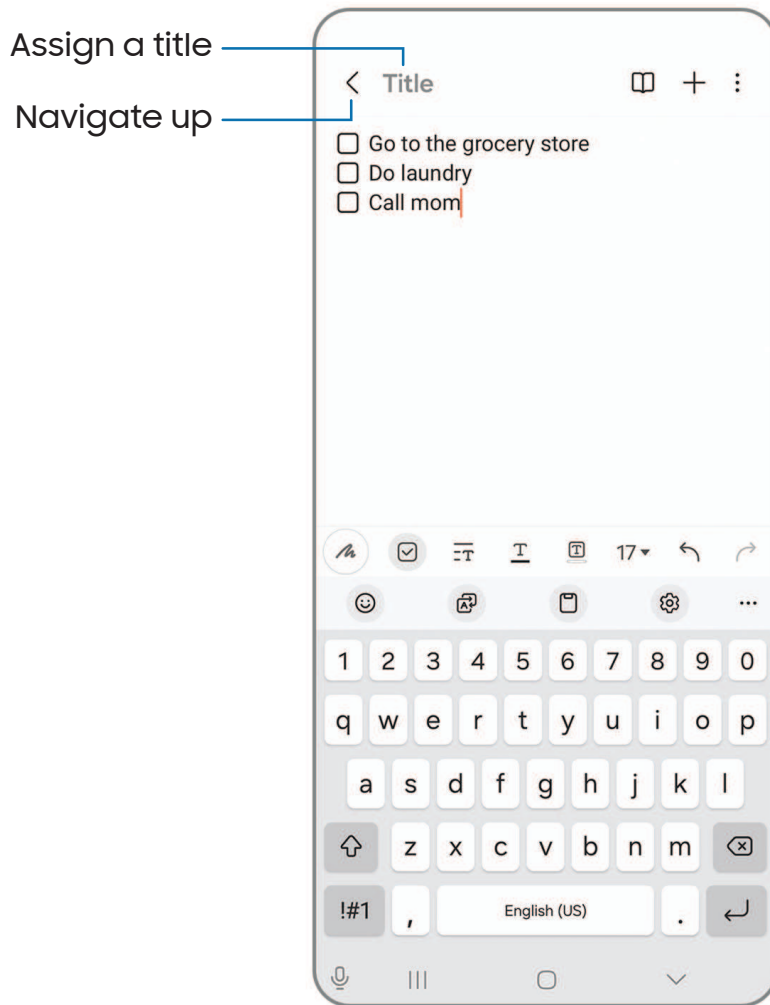 Assign a title
Title
Navigate up
Go to the grocery store
Do laundry
Call mom
T T T 17
A
1 2 3 4 5 6 7 8 9 0
q w e r t y u i o p
a s d f g h j k l
z x c v b n m
!#1 , English (US) .